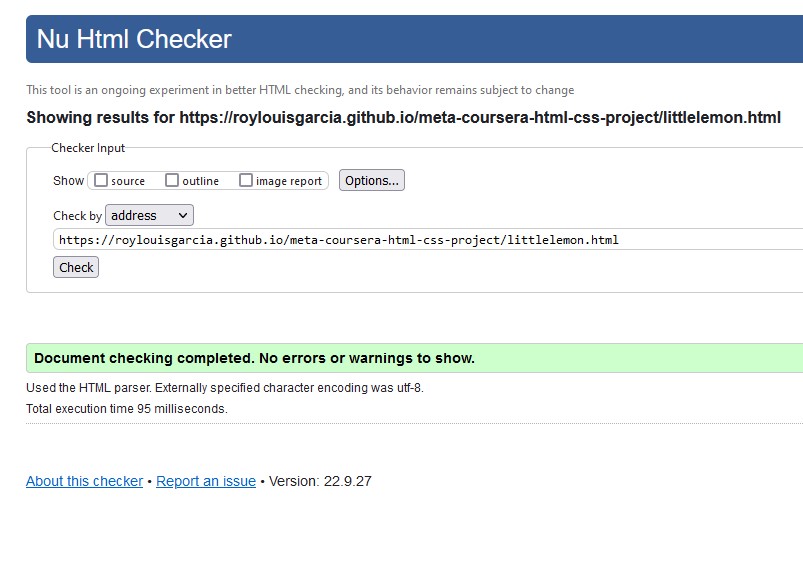 Nu Html Checker
This tool is an ongoing experiment in better HTML checking, and its behavior remains subject to change
Showing results for https://roylouisgarcia.github.io/meta-coursera-html-css-project/littlelemon.html
Checker Input
Show source outline image report Options...
Check by address
https://roylouisgarcia.github.io/meta-coursera-html-css-project/littlelemon.html
Check
Document checking completed. No errors or warnings to show.
Used the HTML parser. Externally specified character encoding was utf-8.
Total execution time 95 milliseconds.
About this checker • Report an issue • Version: 22.9.27